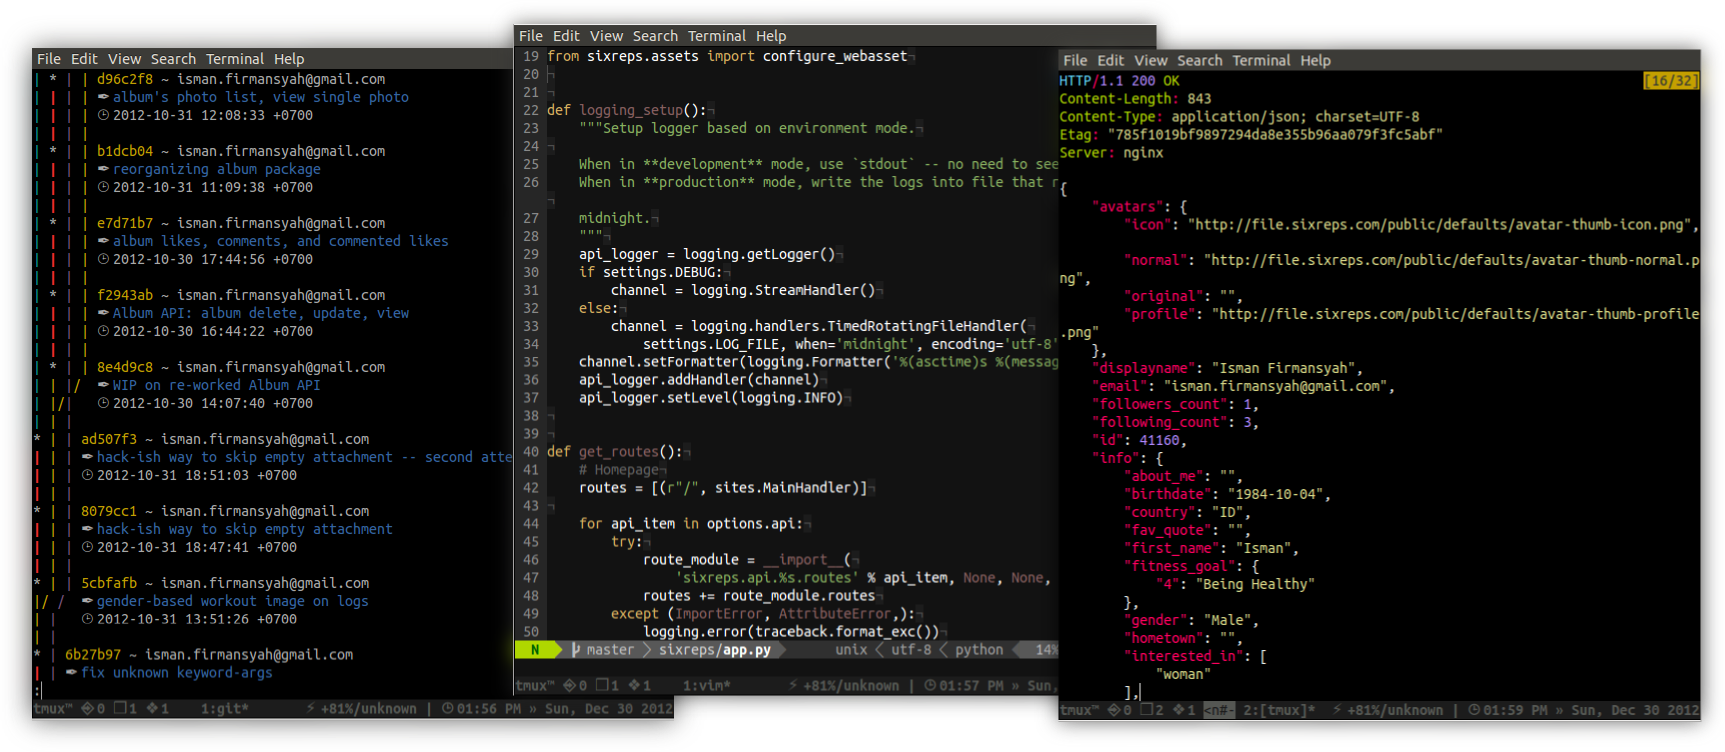 File Edit View Search Terminal Help
| * | | d96c2f8 ~ isman.firmansyah@gmail.com
| | | | ✒ album's photo list, view single photo
| | | | 2012-10-31 12:08:33 +0700
| | | |
| * | | b1dcb04 ~ isman.firmansyah@gmail.com
| | | | ✒ reorganizing album package
| | | | 2012-10-31 11:09:38 +0700
| | | |
| * | | e7d71b7 ~ isman.firmansyah@gmail.com
| | | | ✒ album likes, comments, and commented likes
| | | | 2012-10-30 17:44:56 +0700
| | | |
| * | | f2943ab ~ isman.firmansyah@gmail.com
| | | | ✒ Album API: album delete, update, view
| | | | 2012-10-30 16:44:22 +0700
| | | |
| * | | 8e4d9c8 ~ isman.firmansyah@gmail.com
| | |/ ✒ WIP on re-worked Album API
| |/| 2012-10-30 14:07:40 +0700
| | |
* | | ad507f3 ~ isman.firmansyah@gmail.com
| | | ✒ hack-ish way to skip empty attachment -- second atte
| | | 2012-10-31 18:51:03 +0700
| | |
* | | 8079cc1 ~ isman.firmansyah@gmail.com
| | | ✒ hack-ish way to skip empty attachment
| | | 2012-10-31 18:47:41 +0700
| | |
* | | 5cbfafb ~ isman.firmansyah@gmail.com
|/ / ✒ gender-based workout image on logs
| | 2012-10-31 13:51:26 +0700
| |
* | 6b27b97 ~ isman.firmansyah@gmail.com
| | ✒ fix unknown keyword-args
:
tmux™ 0 1 1 1:git* ⚡ +81%/unknown | 01:56 PM » Sun, Dec 30 2012
File Edit View Search Terminal Help
19 from sixreps.assets import configure_webasset¬
20
21 ¬
22 def logging_setup():¬
23 """Setup logger based on environment mode.¬
24 ¬
25 When in **development** mode, use `stdout` -- no need to see
26 When in **production** mode, write the logs into file that r
¬
27 midnight.¬
28 """¬
29 api_logger = logging.getLogger()¬
30 if settings.DEBUG:¬
31 channel = logging.StreamHandler()¬
32 else:¬
33 channel = logging.handlers.TimedRotatingFileHandler(¬
34 settings.LOG_FILE, when='midnight', encoding='utf-8'
35 channel.setFormatter(logging.Formatter('%(asctime)s %(messag
36 api_logger.addHandler(channel)¬
37 api_logger.setLevel(logging.INFO)¬
38 ¬
39 ¬
40 def get_routes():¬
41 # Homepage¬
42 routes = [(r"/", sites.MainHandler)]¬
43 ¬
44 for api_item in options.api:¬
45 try:¬
46 route_module = __import__(¬
47 'sixreps.api.%s.routes' % api_item, None, None,
48 routes += route_module.routes¬
49 except (ImportError, AttributeError,):¬
50 logging.error(traceback.format_exc())¬
N master sixreps/app.py unix utf-8 python 14%
tmux™ 0 1 1 1:vim* ⚡ +81%/unknown | 01:57 PM » Sun,
File Edit View Search Terminal Help
HTTP/1.1 200 OK [16/32]
Content-Length: 843
Content-Type: application/json; charset=UTF-8
Etag: "785f1019bf9897294da8e355b96aa079f3fc5abf"
Server: nginx
{
"avatars": {
"icon": "http://file.sixreps.com/public/defaults/avatar-thumb-icon.png",
"normal": "http://file.sixreps.com/public/defaults/avatar-thumb-normal.p
ng",
"original": "",
"profile": "http://file.sixreps.com/public/defaults/avatar-thumb-profile
.png"
},
"displayname": "Isman Firmansyah",
"email": "isman.firmansyah@gmail.com",
"followers_count": 1,
"following_count": 3,
"id": 41160,
"info": {
"about_me": "",
"birthdate": "1984-10-04",
"country": "ID",
"fav_quote": "",
"first_name": "Isman",
"fitness_goal": {
"4": "Being Healthy"
},
"gender": "Male",
"hometown": "",
"interested_in": [
"woman"
],
tmux™ 0 2 1 <n#- 2:[tmux]* ⚡ +81%/unknown | 01:59 PM » Sun, Dec 30 2012